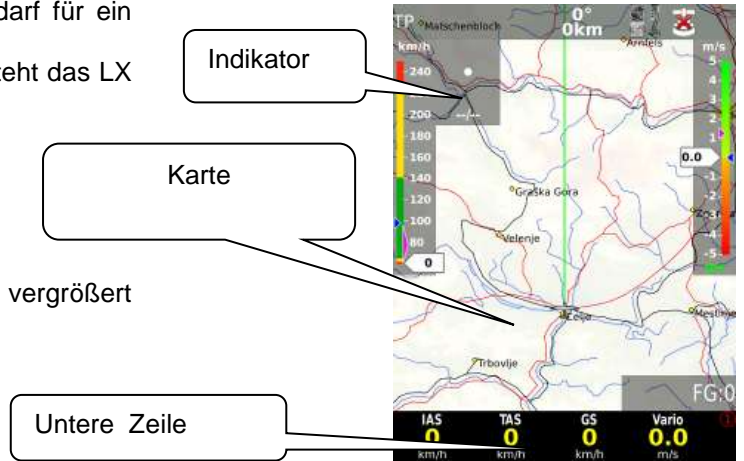 darf für ein
teht das LX
Indikator
Karte
vergrößert
Untere Zeile
TP
0°
0km
Matschenbloch
Arnfels
km/h
m/s
240
200
180
160
140
120
100
80
0
--/--
5
4
3
2
1
0.0
-1
-2
-4
-5
Graška Gora
Velenje
Celje
Trbovlje
FG:0
IAS
TAS
GS
Vario
0
0
0
0.0
km/h
km/h
km/h
m/s